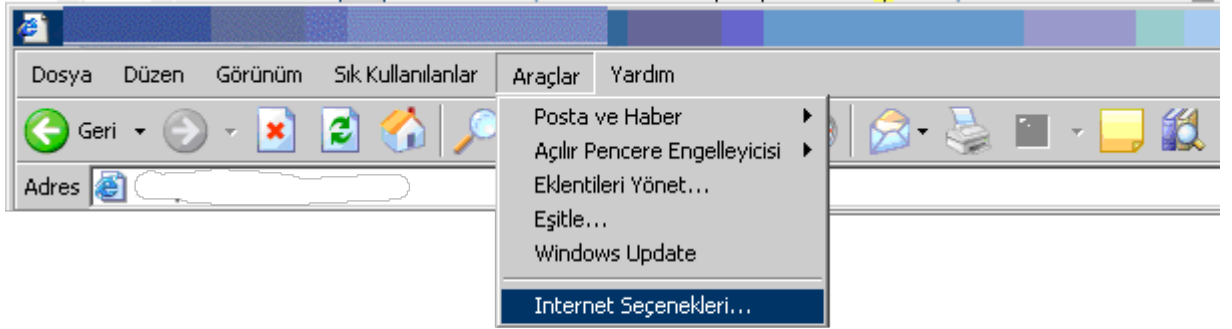 Dosya Düzen Görünüm Sık Kullanılanlar Araçlar Yardım
Geri
Adres
Posta ve Haber
Açılır Pencere Engelleyicisi
Eklentileri Yönet...
Eşitle...
Windows Update
Internet Seçenekleri...